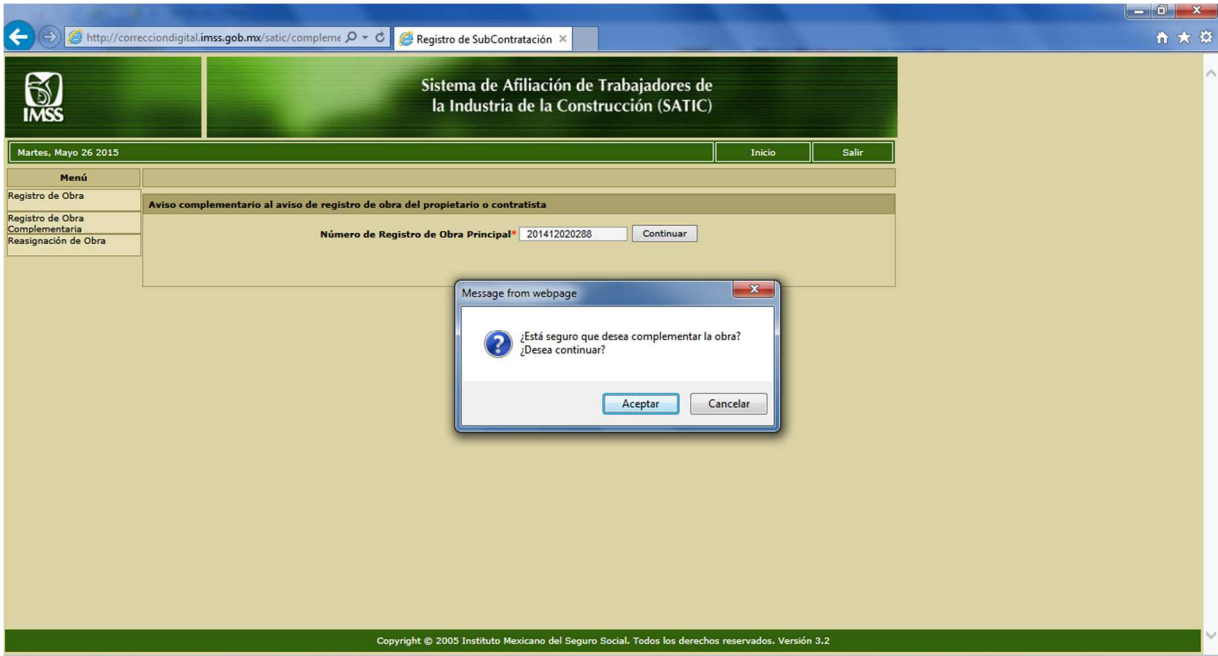 http://correcciondigital.imss.gob.mx/satic/compleme
Registro de SubContratación
IMSS
Sistema de Afiliación de Trabajadores de
la Industria de la Construcción (SATIC)
Martes, Mayo 26 2015
Inicio
Salir
Menú
Registro de Obra
Registro de Obra
Complementaria
Reasignación de Obra
Aviso complementario al aviso de registro de obra del propietario o contratista
Número de Registro de Obra Principal* 201412020288 Continuar
Message from webpage
¿Está seguro que desea complementar la obra?
¿Desea continuar?
Aceptar Cancelar
Copyright © 2005 Instituto Mexicano del Seguro Social. Todos los derechos reservados. Versión 3.2